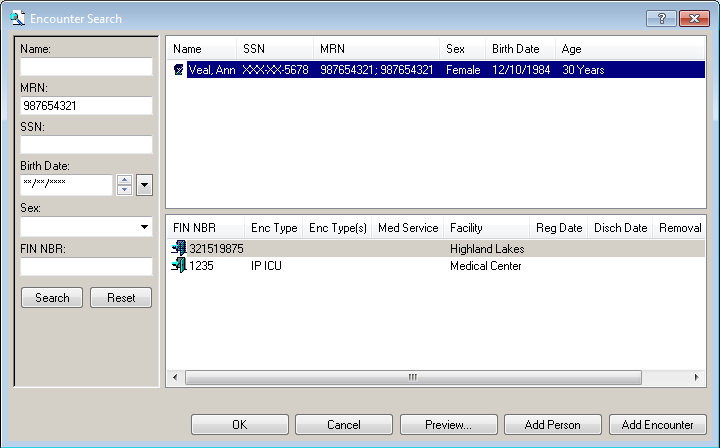 Encounter Search
Name:
MRN:
987654321
SSN:
Birth Date:
**/**/****
Sex:
FIN NBR:
Search Reset
Name SSN MRN Sex Birth Date Age
Veal, Ann XXX-XX-5678 987654321; 987654321 Female 12/10/1984 30 Years
FIN NBR Enc Type Enc Type(s) Med Service Facility Reg Date Disch Date Removal
321519875 Highland Lakes
1235 IP ICU Medical Center
OK Cancel Preview... Add Person Add Encounter